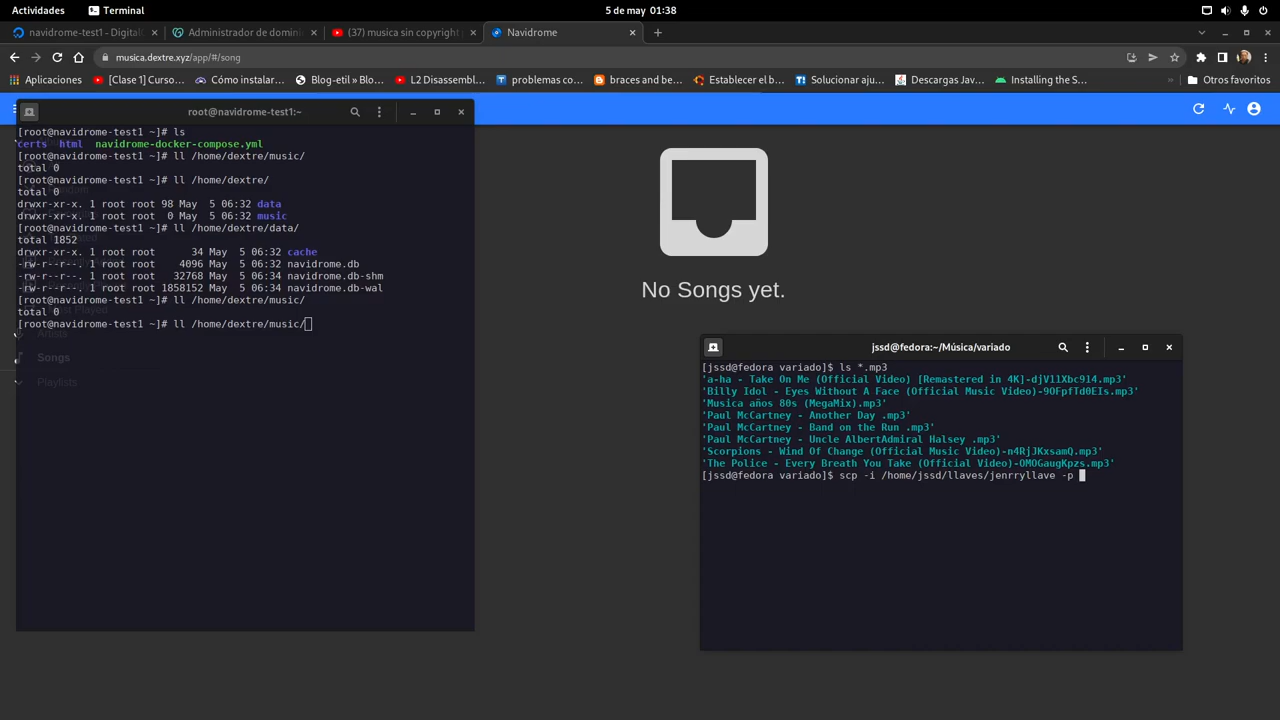 Actividades
Terminal
5 de may 01:38
navidrome-test1 - Digital
Administrador de domini
(37) musica sin copyright
Navidrome
musica.dextre.xyz/app/#/song
Aplicaciones
[Clase 1] Curso...
Cómo instalar...
Blog-etil » Blo...
L2 Disassembl...
problemas co...
braces and be...
Establecer el b...
Solucionar aju...
Descargas Jav...
Installing the S...
»
Otros favoritos
root@navidrome-test1:~
[root@navidrome-test1 ~]# ls
certs html navidrome-docker-compose.yml
[root@navidrome-test1 ~]# ll /home/dextre/music/
total 0
[root@navidrome-test1 ~]# ll /home/dextre/
total 0
drwxr-xr-x. 1 root root 98 May 5 06:32 data
drwxr-xr-x. 1 root root 0 May 5 06:32 music
[root@navidrome-test1 ~]# ll /home/dextre/data/
total 1852
drwxr-xr-x. 1 root root 34 May 5 06:32 cache
-rw-r--r--. 1 root root 4096 May 5 06:32 navidrome.db
-rw-r--r--. 1 root root 32768 May 5 06:34 navidrome.db-shm
-rw-r--r--. 1 root root 1858152 May 5 06:34 navidrome.db-wal
[root@navidrome-test1 ~]# ll /home/dextre/music/
total 0
[root@navidrome-test1 ~]# ll /home/dextre/music/
Artists
Songs
Playlists
No Songs yet.
jssd@fedora:~/Música/variado
[jssd@fedora variado]$ ls *.mp3
'a-ha - Take On Me (Official Video) [Remastered in 4K]-djV11Xbc914.mp3'
'Billy Idol - Eyes Without A Face (Official Music Video)-9OFpfTd0EIs.mp3'
'Musica años 80s (MegaMix).mp3'
'Paul McCartney - Another Day .mp3'
'Paul McCartney - Band on the Run .mp3'
'Paul McCartney - Uncle AlbertAdmiral Halsey .mp3'
'Scorpions - Wind Of Change (Official Music Video)-n4RjJKxsamQ.mp3'
'The Police - Every Breath You Take (Official Video)-OMOGaugKpzs.mp3'
[jssd@fedora variado]$ scp -i /home/jssd/llaves/jenrryllave -p